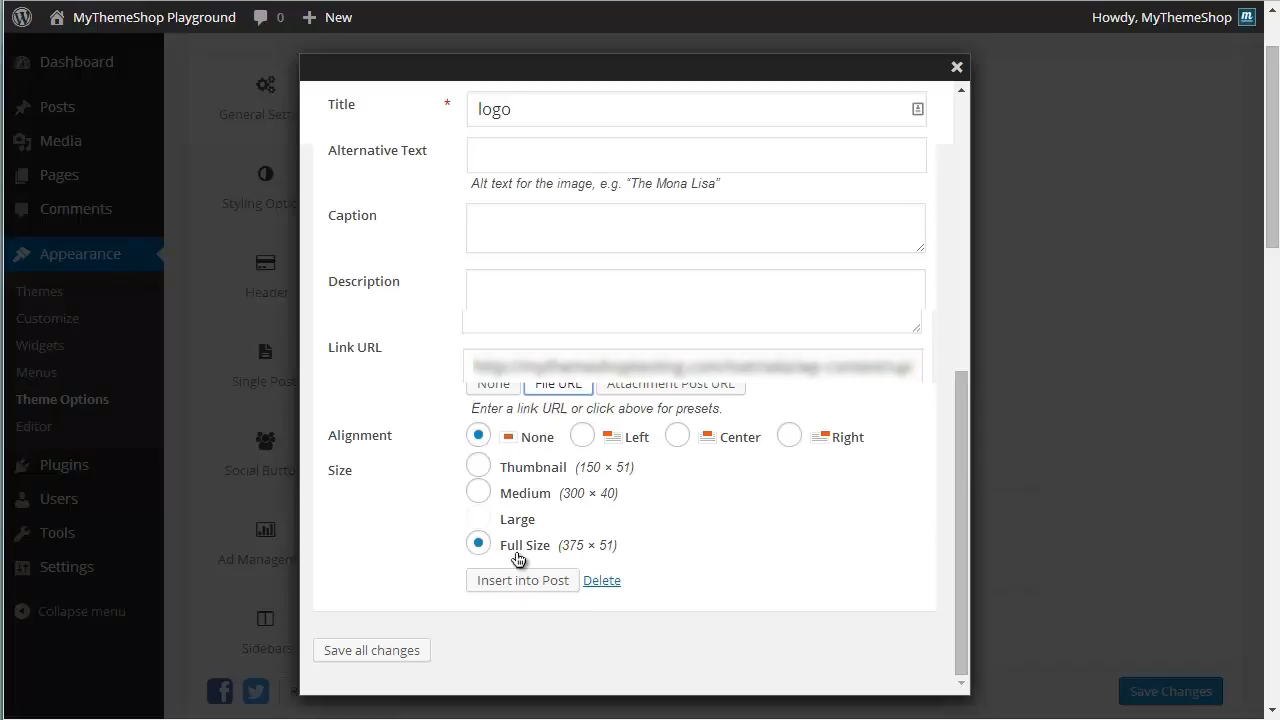 MyThemeShop Playground 0 New Howdy, MyThemeShop m
Dashboard
Posts
Media
Pages
Comments
Appearance
Themes
Customize
Widgets
Menus
Theme Options
Editor
Plugins
Users
Tools
Settings
Collapse menu
General Sett
Styling Optio
Header
Single Post
Social Butto
Ad Managem
Sidebars
Title * logo
Alternative Text
Alt text for the image, e.g. “The Mona Lisa”
Caption
Description
Link URL
None File URL Attachment Post URL
Enter a link URL or click above for presets.
Alignment None Left Center Right
Size Thumbnail (150 × 51)
Medium (300 × 40)
Large
Full Size (375 × 51)
Insert into Post Delete
Save all changes
Save Changes